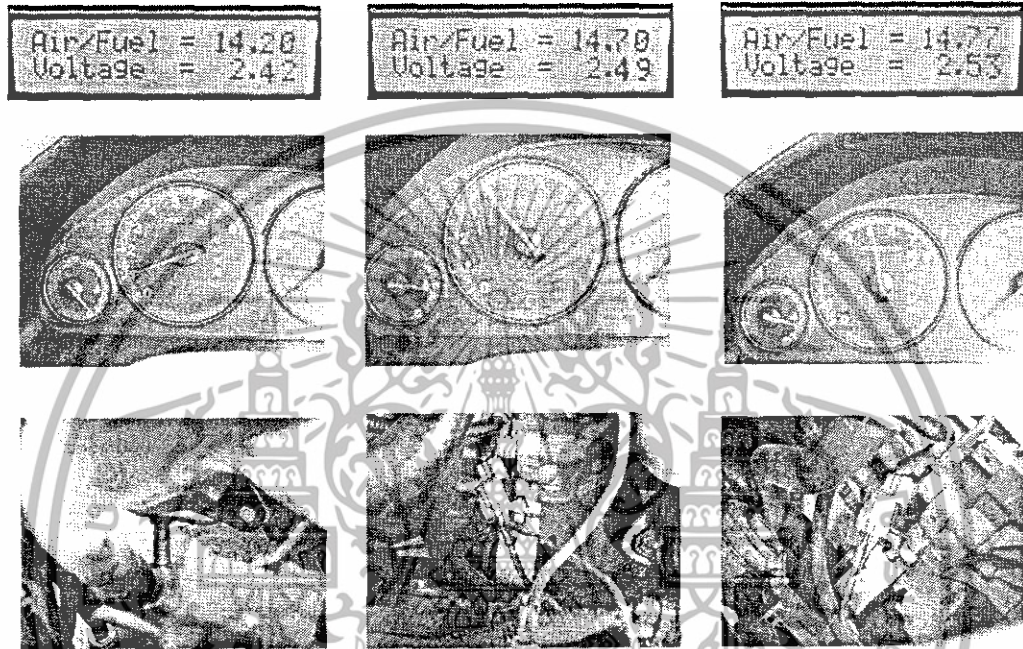 Air/Fuel = 14.20
Voltage = 2.42
Air/Fuel = 14.70
Voltage = 2.49
Air/Fuel = 14.77
Voltage = 2.53